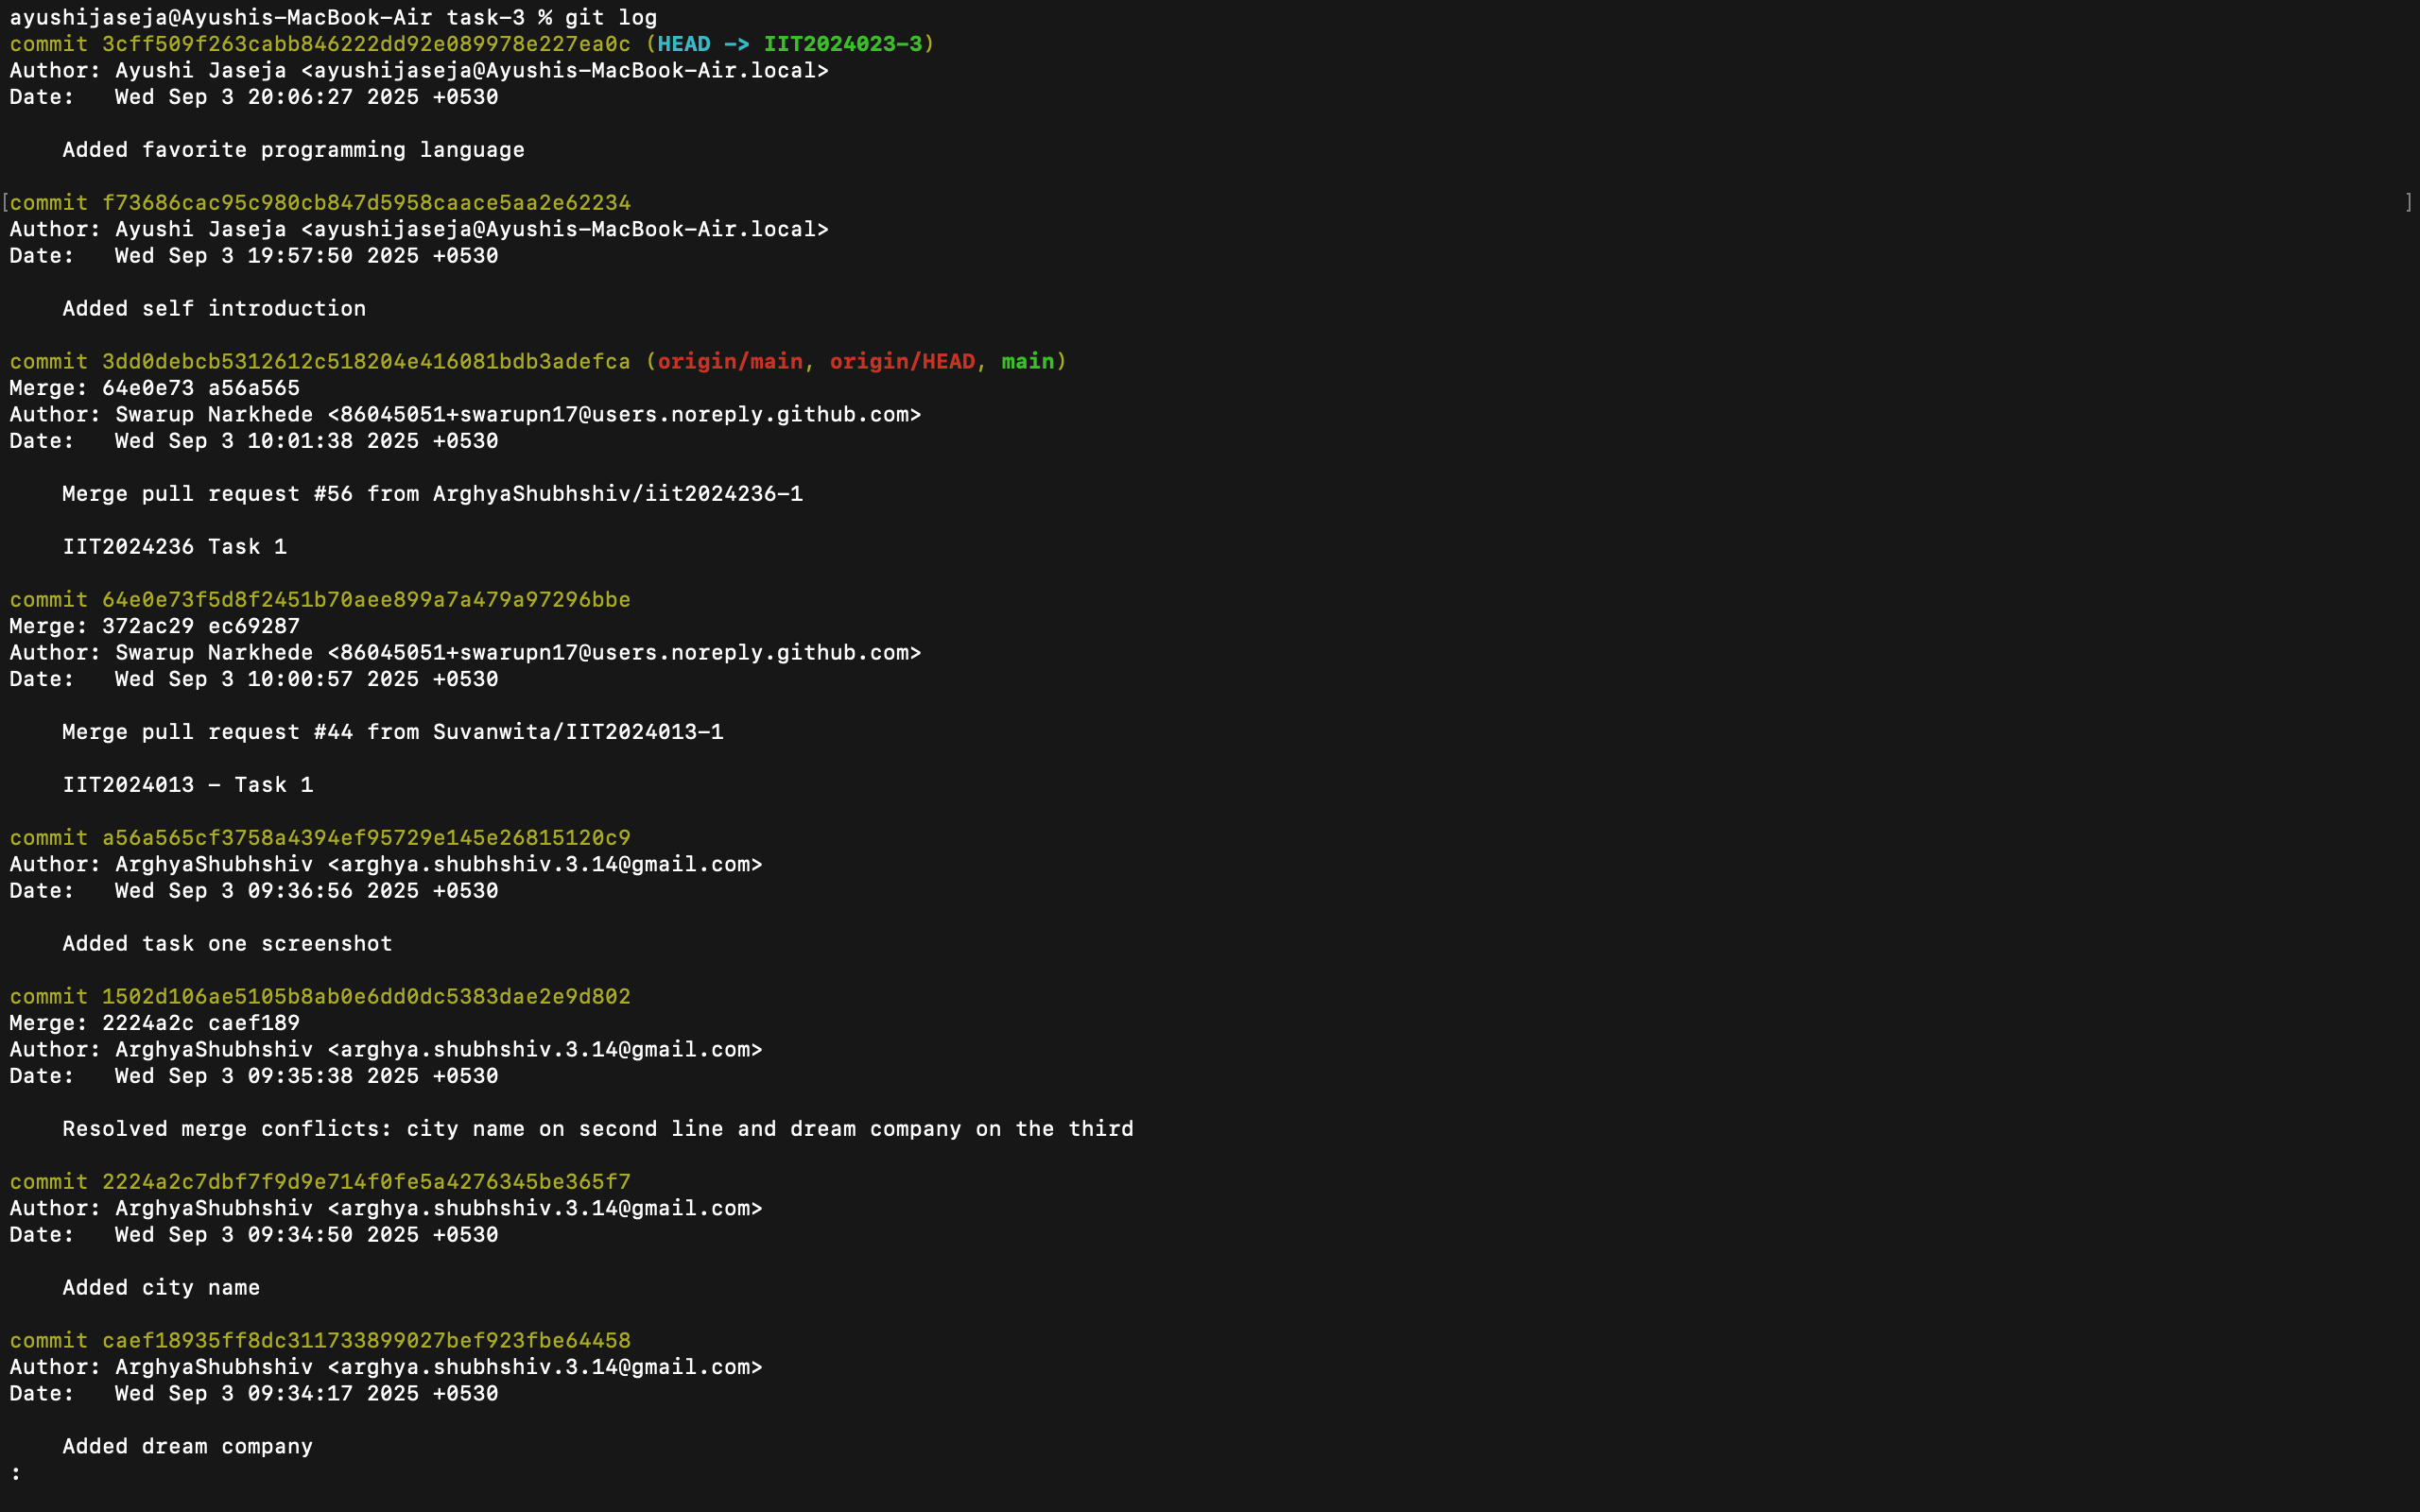 ayushijaseja@Ayushis-MacBook-Air task-3 % git log
commit 3cff509f263cabb846222dd92e089978e227ea0c (HEAD -> IIT2024023-3)
Author: Ayushi Jaseja <ayushijaseja@Ayushis-MacBook-Air.local>
Date:   Wed Sep 3 20:06:27 2025 +0530
    Added favorite programming language
[commit f73686cac95c980cb847d5958caace5aa2e62234 ]
Author: Ayushi Jaseja <ayushijaseja@Ayushis-MacBook-Air.local>
Date:   Wed Sep 3 19:57:50 2025 +0530
    Added self introduction
commit 3dd0debcb5312612c518204e416081bdb3adefca (origin/main, origin/HEAD, main)
Merge: 64e0e73 a56a565
Author: Swarup Narkhede <86045051+swarupn17@users.noreply.github.com>
Date:   Wed Sep 3 10:01:38 2025 +0530
    Merge pull request #56 from ArghyaShubhshiv/iit2024236-1
    IIT2024236 Task 1
commit 64e0e73f5d8f2451b70aee899a7a479a97296bbe
Merge: 372ac29 ec69287
Author: Swarup Narkhede <86045051+swarupn17@users.noreply.github.com>
Date:   Wed Sep 3 10:00:57 2025 +0530
    Merge pull request #44 from Suvanwita/IIT2024013-1
    IIT2024013 - Task 1
commit a56a565cf3758a4394ef95729e145e26815120c9
Author: ArghyaShubhshiv <arghya.shubhshiv.3.14@gmail.com>
Date:   Wed Sep 3 09:36:56 2025 +0530
    Added task one screenshot
commit 1502d106ae5105b8ab0e6dd0dc5383dae2e9d802
Merge: 2224a2c caef189
Author: ArghyaShubhshiv <arghya.shubhshiv.3.14@gmail.com>
Date:   Wed Sep 3 09:35:38 2025 +0530
    Resolved merge conflicts: city name on second line and dream company on the third
commit 2224a2c7dbf7f9d9e714f0fe5a4276345be365f7
Author: ArghyaShubhshiv <arghya.shubhshiv.3.14@gmail.com>
Date:   Wed Sep 3 09:34:50 2025 +0530
    Added city name
commit caef18935ff8dc311733899027bef923fbe64458
Author: ArghyaShubhshiv <arghya.shubhshiv.3.14@gmail.com>
Date:   Wed Sep 3 09:34:17 2025 +0530
    Added dream company
: